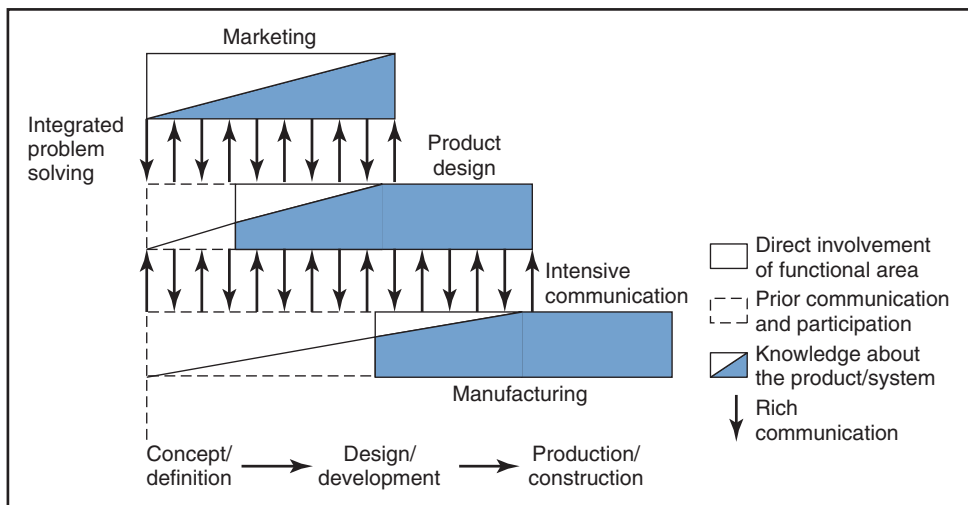 Marketing
Integrated
problem
solving
Product
design
Intensive
communication
Manufacturing
Direct involvement
of functional area
Prior communication
and participation
Knowledge about
the product/system
Rich
communication
Concept/
definition
Design/
development
Production/
construction